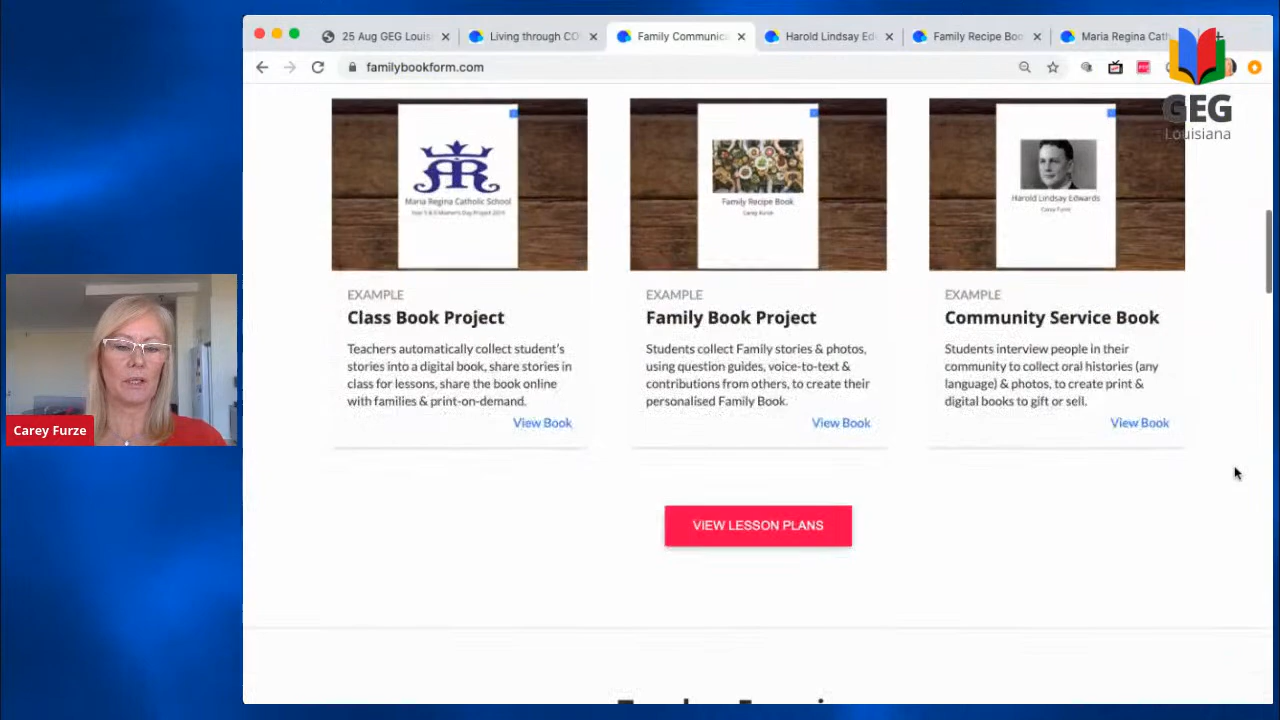 25 Aug GEG Louis
Living through CO
Family Communic
Harold Lindsay Ed
Family Recipe Boo
Maria Regina Cath
familybookform.com
GEG
Louisiana
Maria Regina Catholic School
Family Recipe Book
Carey Furze
Harold Lindsay Edwards
Carey Furze
EXAMPLE
Class Book Project
Teachers automatically collect student's
stories into a digital book, share stories in
class for lessons, share the book online
with families & print-on-demand.
View Book
EXAMPLE
Family Book Project
Students collect Family stories & photos,
using question guides, voice-to-text &
contributions from others, to create their
personalised Family Book.
View Book
EXAMPLE
Community Service Book
Students interview people in their
community to collect oral histories (any
language) & photos, to create print &
digital books to gift or sell.
View Book
Carey Furze
VIEW LESSON PLANS